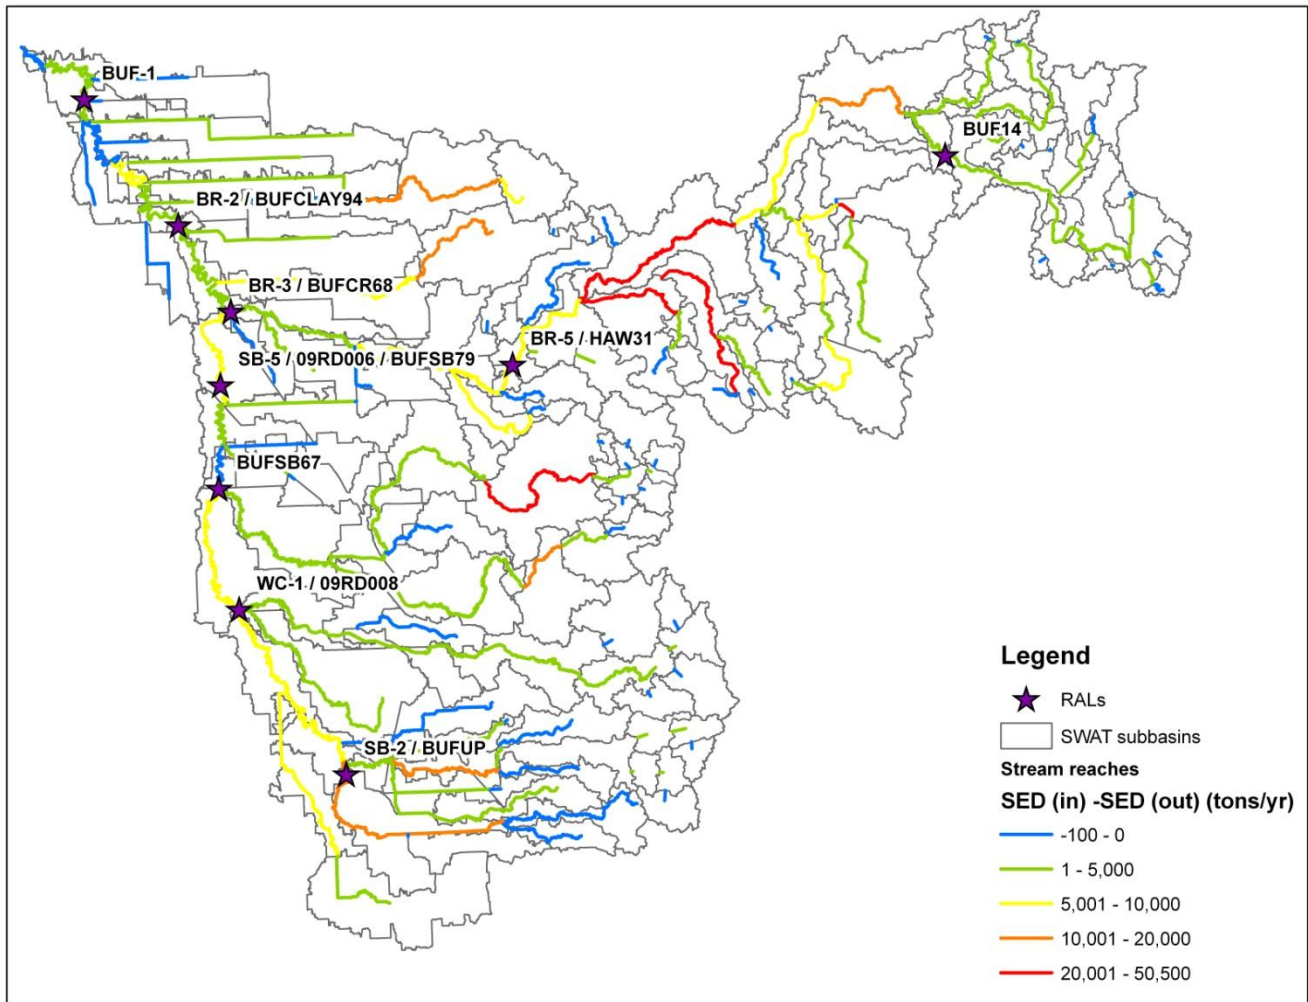 BUF-1
BUF14
BR-2 / BUFCLAY94
BR-3 / BUFCR68
BR-5 / HAW31
SB-5 / 09RD006 / BUFSB79
BUFSB67
WC-1 / 09RD008
SB-2 / BUFUP
Legend
RALs
SWAT subbasins
Stream reaches
SED (in) -SED (out) (tons/yr)
-100 - 0
1 - 5,000
5,001 - 10,000
10,001 - 20,000
20,001 - 50,500